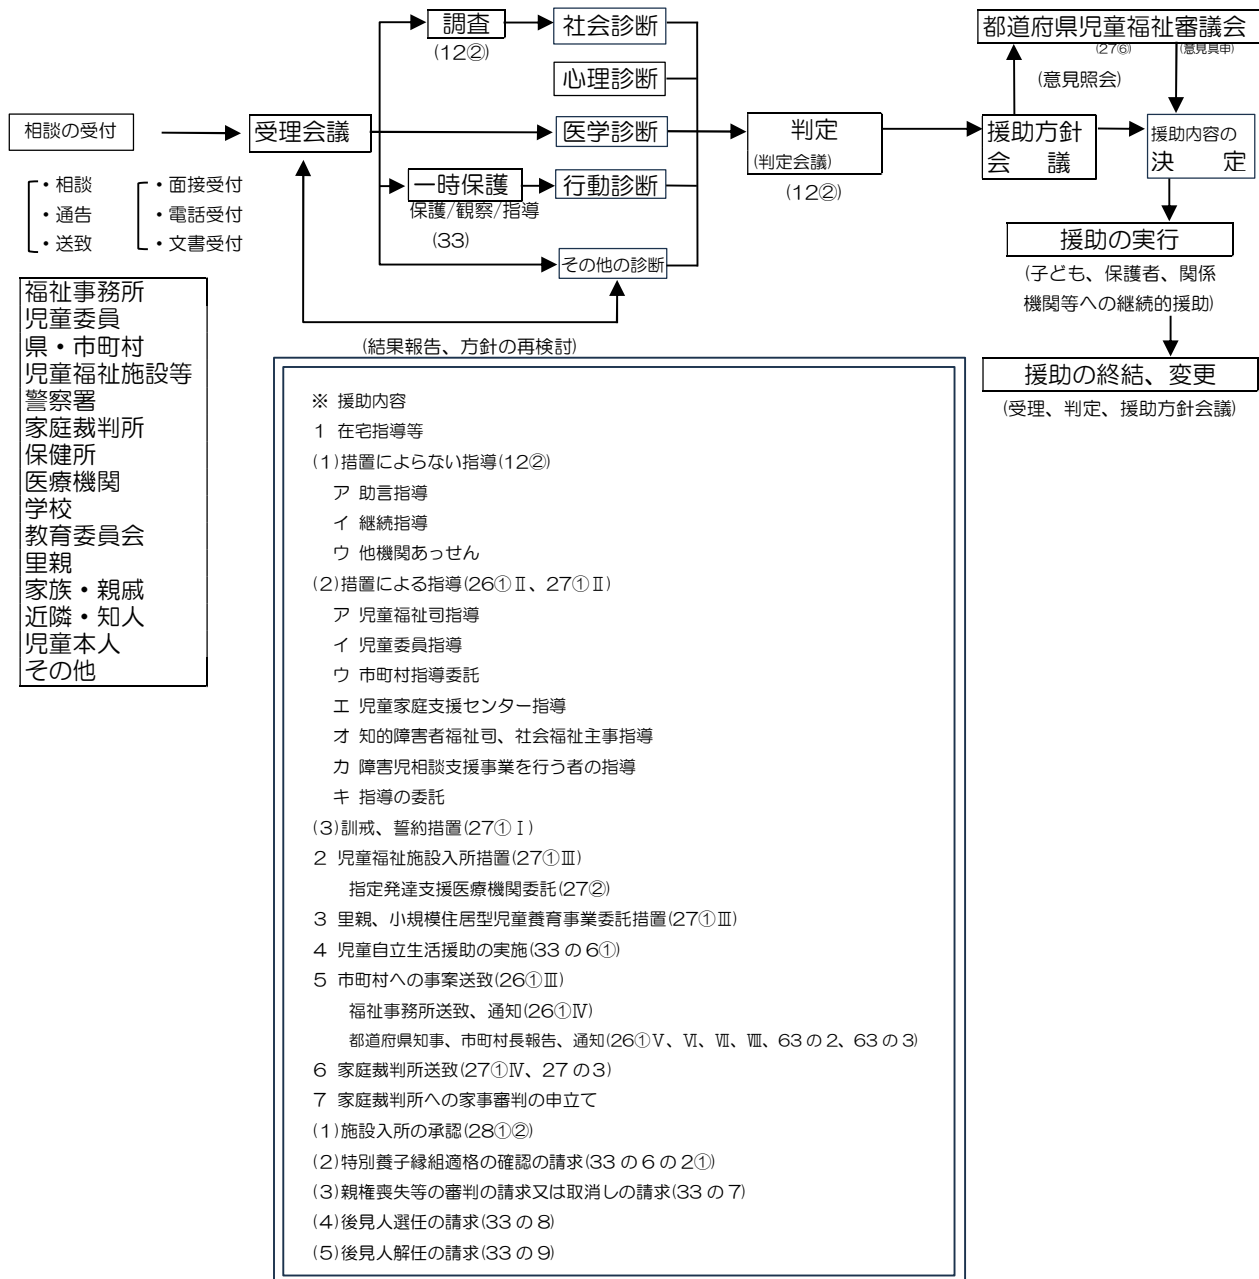 相談の受付
・相談
・通告
・送致
・面接受付
・電話受付
・文書受付
福祉事務所
児童委員
県・市町村
児童福祉施設等
警察署
家庭裁判所
保健所
医療機関
学校
教育委員会
里親
家族・親戚
近隣・知人
児童本人
その他
受理会議
調査
(12②)
一時保護
保護/観察/指導
(33)
社会診断
心理診断
医学診断
行動診断
その他の診断
(結果報告、方針の再検討)
判定
(判定会議)
(12②)
都道府県児童福祉審議会
(27⑥)
(意見具申)
(意見照会)
援助方針
会 議
援助内容の
決 定
援助の実行
(子ども、保護者、関係
機関等への継続的援助)
援助の終結、変更
(受理、判定、援助方針会議)
※ 援助内容
1 在宅指導等
(1)措置によらない指導(12②)
ア 助言指導
イ 継続指導
ウ 他機関あっせん
(2)措置による指導(26①Ⅱ、27①Ⅱ)
ア 児童福祉司指導
イ 児童委員指導
ウ 市町村指導委託
エ 児童家庭支援センター指導
オ 知的障害者福祉司、社会福祉主事指導
カ 障害児相談支援事業を行う者の指導
キ 指導の委託
(3)訓戒、誓約措置(27①Ⅰ)
2 児童福祉施設入所措置(27①Ⅲ)
指定発達支援医療機関委託(27②)
3 里親、小規模住居型児童養育事業委託措置(27①Ⅲ)
4 児童自立生活援助の実施(33の6①)
5 市町村への事案送致(26①Ⅲ)
福祉事務所送致、通知(26①Ⅳ)
都道府県知事、市町村長報告、通知(26①Ⅴ、Ⅵ、Ⅶ、Ⅷ、63の2、63の3)
6 家庭裁判所送致(27①Ⅳ、27の3)
7 家庭裁判所への家事審判の申立て
(1)施設入所の承認(28①②)
(2)特別養子縁組適格の確認の請求(33の6の2①)
(3)親権喪失等の審判の請求又は取消しの請求(33の7)
(4)後見人選任の請求(33の8)
(5)後見人解任の請求(33の9)